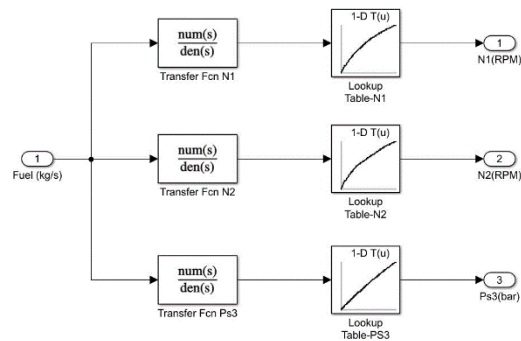 1-D T(u)
num(s)
den(s)
1
Transfer Fcn N1
Lookup
Table-N1
N1(RPM)
1-D T(u)
1
num(s)
den(s)
2
Fuel (kg/s)
Transfer Fcn N2
Lookup
Table-N2
N2(RPM)
1-D T(u)
num(s)
den(s)
3
Transfer Fcn Ps3
Lookup
Table-PS3
Ps3(bar)